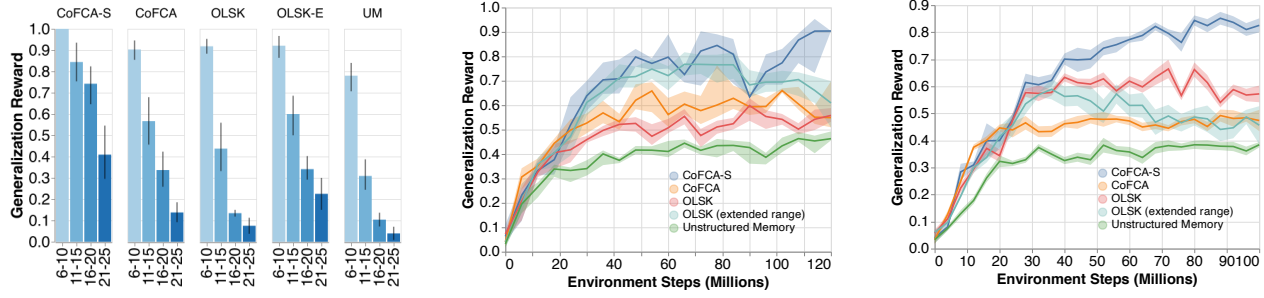 CoFCA-S CoFCA OLSK OLSK-E UM
Generalization Reward
1.0
0.9
0.8
0.7
0.6
0.5
0.4
0.3
0.2
0.1
0.0
6-10 11-15 16-20 21-25 6-10 11-15 16-20 21-25 6-10 11-15 16-20 21-25 6-10 11-15 16-20 21-25 6-10 11-15 16-20 21-25
Generalization Reward
1.0
0.9
0.8
0.7
0.6
0.5
0.4
0.3
0.2
0.1
0.0
CoFCA-S
CoFCA
OLSK
OLSK (extended range)
Unstructured Memory
0 20 40 60 80 100 120
Environment Steps (Millions)
Generalization Reward
0.9
0.8
0.7
0.6
0.5
0.4
0.3
0.2
0.1
0.0
CoFCA-S
CoFCA
OLSK
OLSK (extended range)
Unstructured Memory
0 10 20 30 40 50 60 70 80 90 100
Environment Steps (Millions)